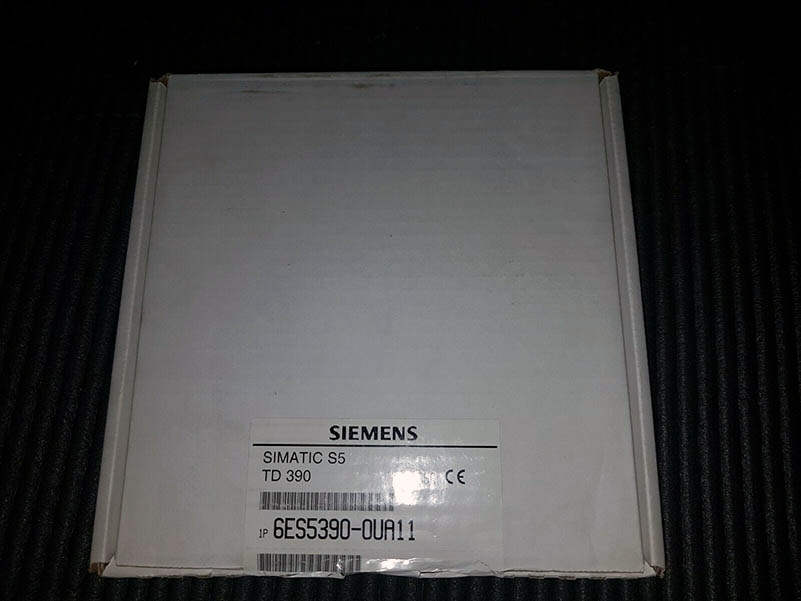 SIEMENS
SIMATIC S5
TD 390
CE
1P 6ES5390-0UA11